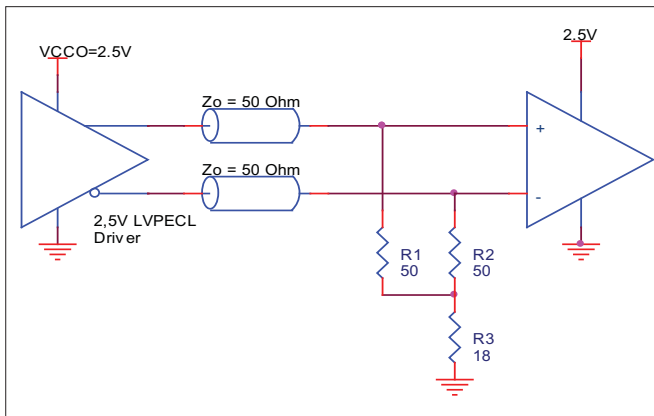 VCCO=2.5V
2,5V
Zo = 50 Ohm
+
Zo = 50 Ohm
-
2,5V LVPECL
Driver
R1
50
R2
50
R3
18